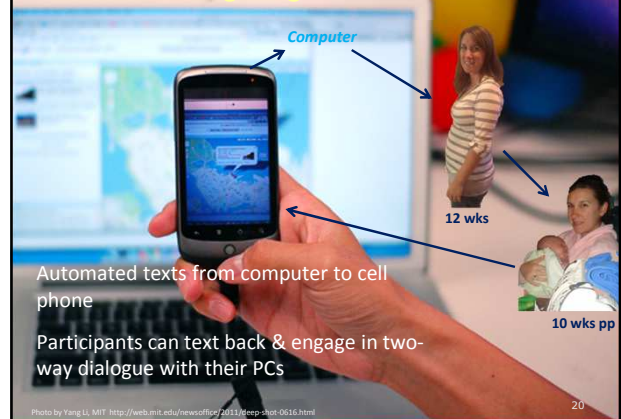 Computer
12 wks
10 wks pp
Automated texts from computer to cell
phone
Participants can text back & engage in two-
way dialogue with their PCs
Photo by Yang Li, MIT http://web.mit.edu/newsoffice/2011/deep-shot-0616.html
20